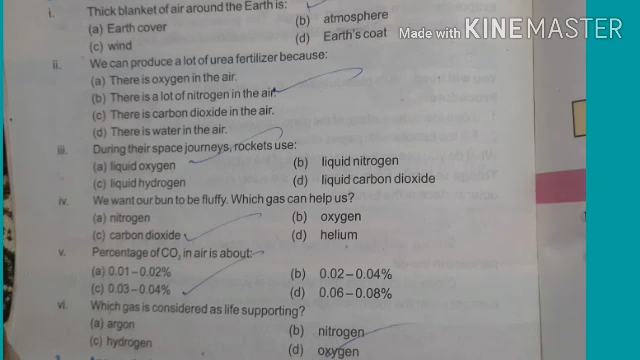 Made with KINEMASTER
i. Thick blanket of air around the Earth is:
(a) Earth cover (b) atmosphere
(c) wind (d) Earth's coat
ii. We can produce a lot of urea fertilizer because:
(a) There is oxygen in the air.
(b) There is a lot of nitrogen in the air.
(c) There is carbon dioxide in the air.
(d) There is water in the air.
iii. During their space journeys, rockets use:
(a) liquid oxygen (b) liquid nitrogen
(c) liquid hydrogen (d) liquid carbon dioxide
iv. We want our bun to be fluffy. Which gas can help us?
(a) nitrogen (b) oxygen
(c) carbon dioxide (d) helium
v. Percentage of CO₂ in air is about:
(a) 0.01–0.02% (b) 0.02–0.04%
(c) 0.03–0.04% (d) 0.06–0.08%
vi. Which gas is considered as life supporting?
(a) argon (b) nitrogen
(c) hydrogen (d) oxygen